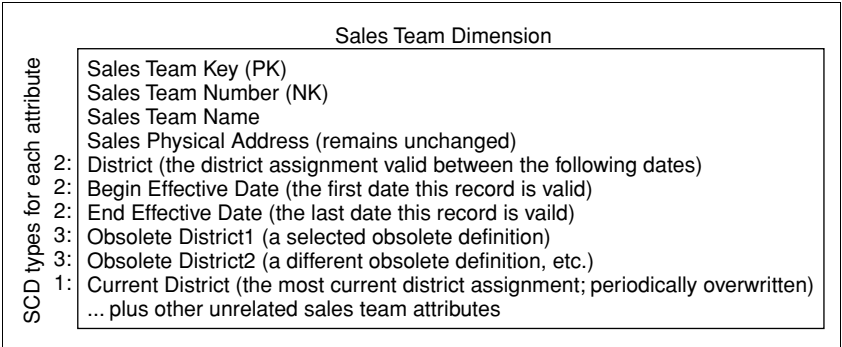 Sales Team Dimension
SCD types for each attribute
Sales Team Key (PK)
Sales Team Number (NK)
Sales Team Name
Sales Physical Address (remains unchanged)
2: District (the district assignment valid between the following dates)
2: Begin Effective Date (the first date this record is valid)
2: End Effective Date (the last date this record is vaild)
3: Obsolete District1 (a selected obsolete definition)
3: Obsolete District2 (a different obsolete definition, etc.)
1: Current District (the most current district assignment; periodically overwritten)
... plus other unrelated sales team attributes